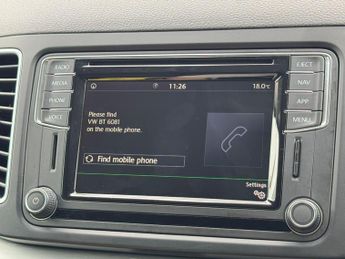 RADIO
MEDIA
PHONE
VOICE
11:26
18.0°C
Please find
VW BT 6081
on the mobile phone.
Find mobile phone
Settings
EJECT
NAV
APP
MENU